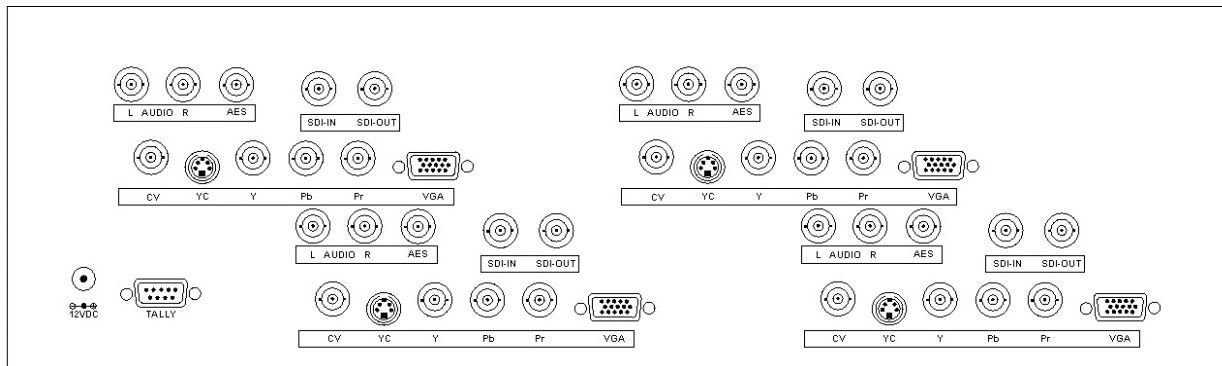 L AUDIO R AES
SDI-IN SDI-OUT
L AUDIO R AES
SDI-IN SDI-OUT
CV YC Y Pb Pr VGA
CV YC Y Pb Pr VGA
L AUDIO R AES
SDI-IN SDI-OUT
L AUDIO R AES
SDI-IN SDI-OUT
12VDC
TALLY
CV YC Y Pb Pr VGA
CV YC Y Pb Pr VGA